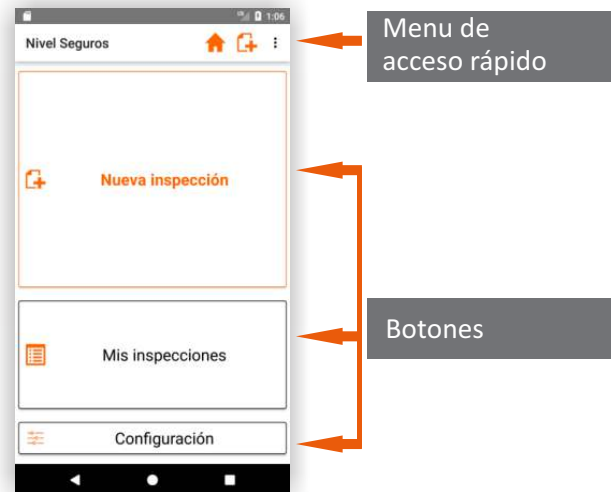 1:06
Nivel Seguros
Menu de
acceso rápido
Nueva inspección
Botones
Mis inspecciones
Configuración